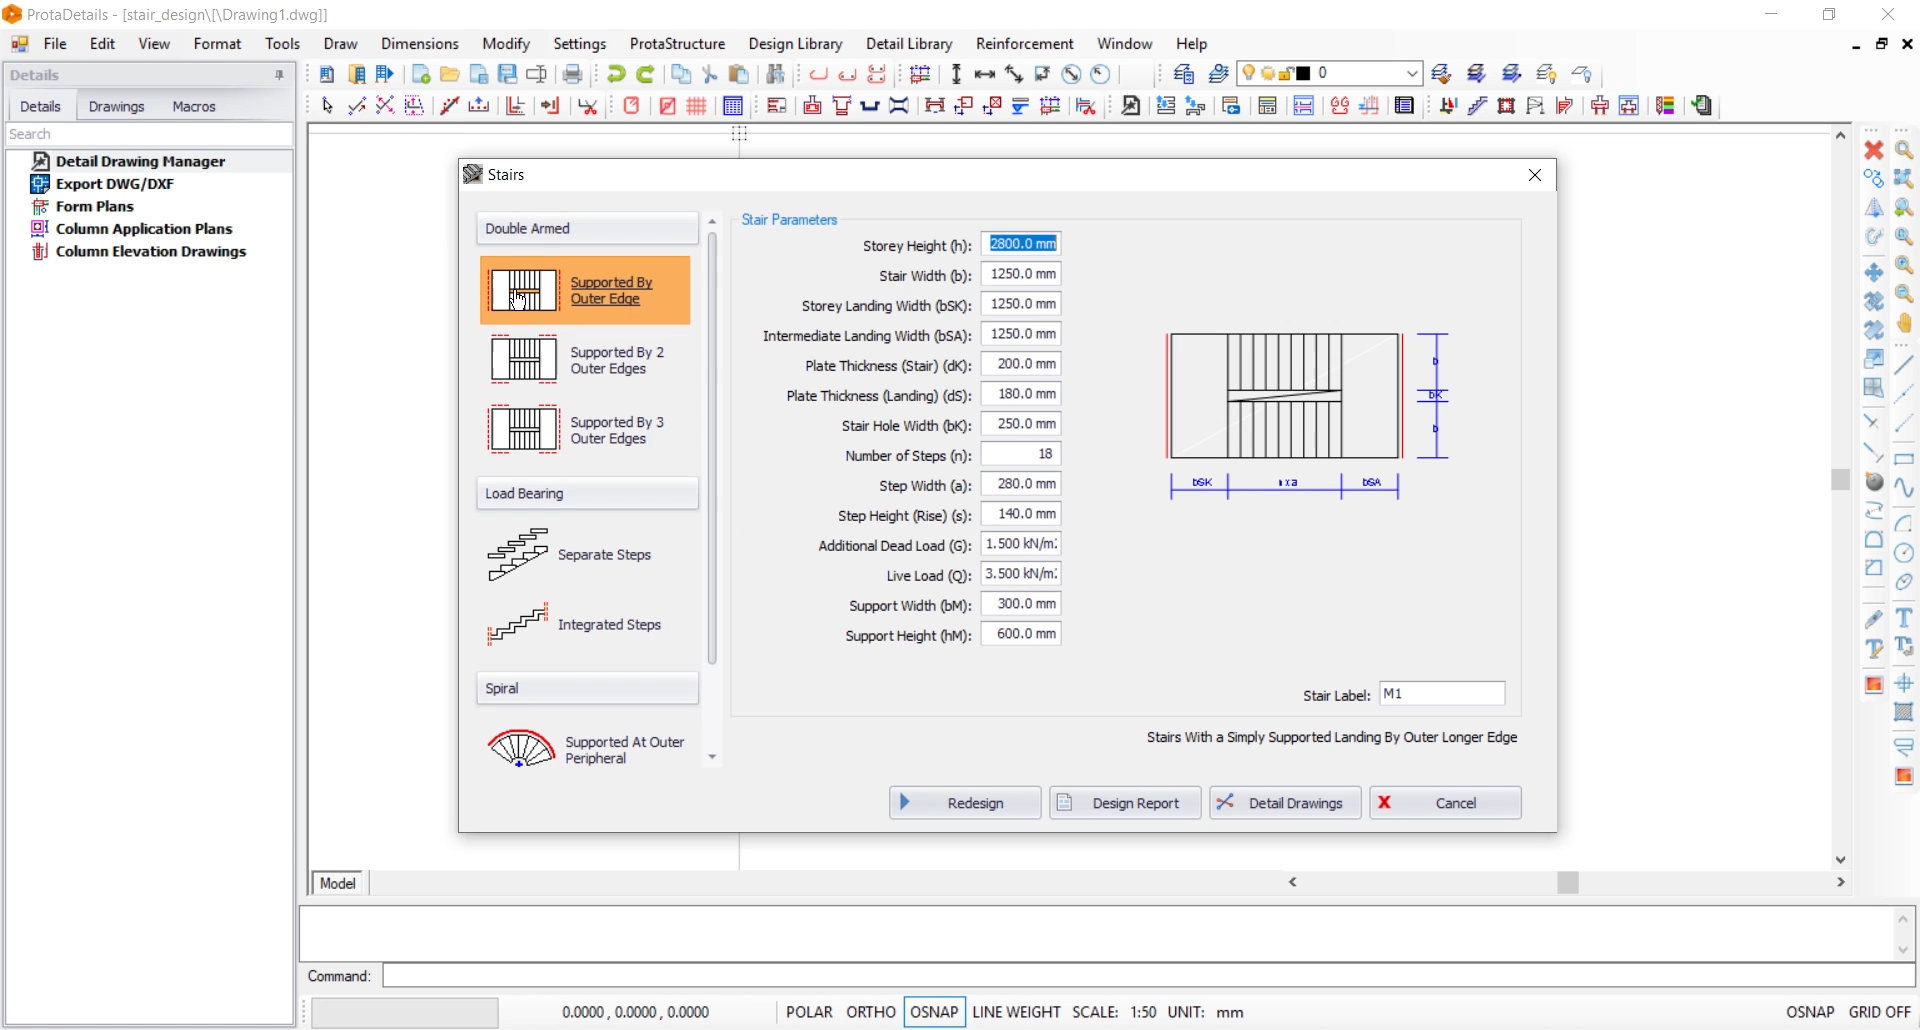 ProtaDetails - [stair_design\[\Drawing1.dwg]]
File Edit View Format Tools Draw Dimensions Modify Settings ProtaStructure Design Library Detail Library Reinforcement Window Help
Details
0
Details Drawings Macros
Search
Detail Drawing Manager
Export DWG/DXF
Form Plans
Column Application Plans
Column Elevation Drawings
Stairs
Double Armed
Supported By
Outer Edge
Supported By 2
Outer Edges
Supported By 3
Outer Edges
Load Bearing
Separate Steps
Integrated Steps
Spiral
Supported At Outer
Peripheral
Stair Parameters
Storey Height (h): 2800.0 mm
Stair Width (b): 1250.0 mm
Storey Landing Width (bSK): 1250.0 mm
Intermediate Landing Width (bSA): 1250.0 mm
Plate Thickness (Stair) (dK): 200.0 mm
Plate Thickness (Landing) (dS): 180.0 mm
Stair Hole Width (bK): 250.0 mm
Number of Steps (n): 18
Step Width (a): 280.0 mm
Step Height (Rise) (s): 140.0 mm
Additional Dead Load (G): 1.500 kN/m:
Live Load (Q): 3.500 kN/m:
Support Width (bM): 300.0 mm
Support Height (hM): 600.0 mm
b
bK
b
bSK n x a bSA
Stair Label: M1
Stairs With a Simply Supported Landing By Outer Longer Edge
Redesign Design Report Detail Drawings X Cancel
Model
Command:
0.0000 , 0.0000 , 0.0000 POLAR ORTHO OSNAP LINE WEIGHT SCALE: 1:50 UNIT: mm OSNAP GRID OFF